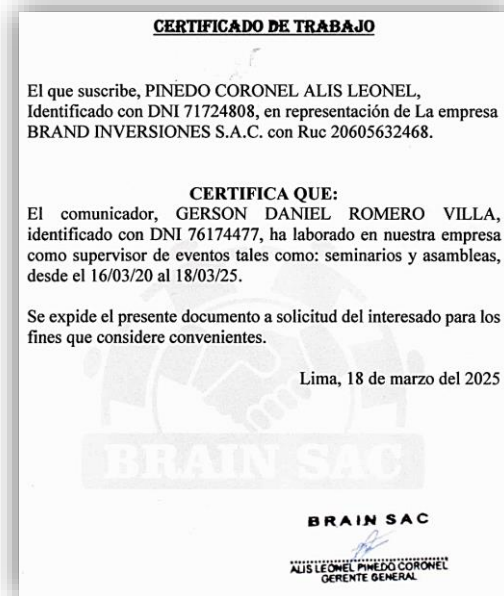 CERTIFICADO DE TRABAJO
El que suscribe, PINEDO CORONEL ALIS LEONEL,
Identificado con DNI 71724808, en representación de La empresa
BRAND INVERSIONES S.A.C. con Ruc 20605632468.
CERTIFICA QUE:
El comunicador, GERSON DANIEL ROMERO VILLA,
identificado con DNI 76174477, ha laborado en nuestra empresa
como supervisor de eventos tales como: seminarios y asambleas,
desde el 16/03/20 al 18/03/25.
Se expide el presente documento a solicitud del interesado para los
fines que considere convenientes.
Lima, 18 de marzo del 2025
BRAIN SAC
BRAIN SAC
ALIS LEONEL PINEDO CORONEL
GERENTE GENERAL